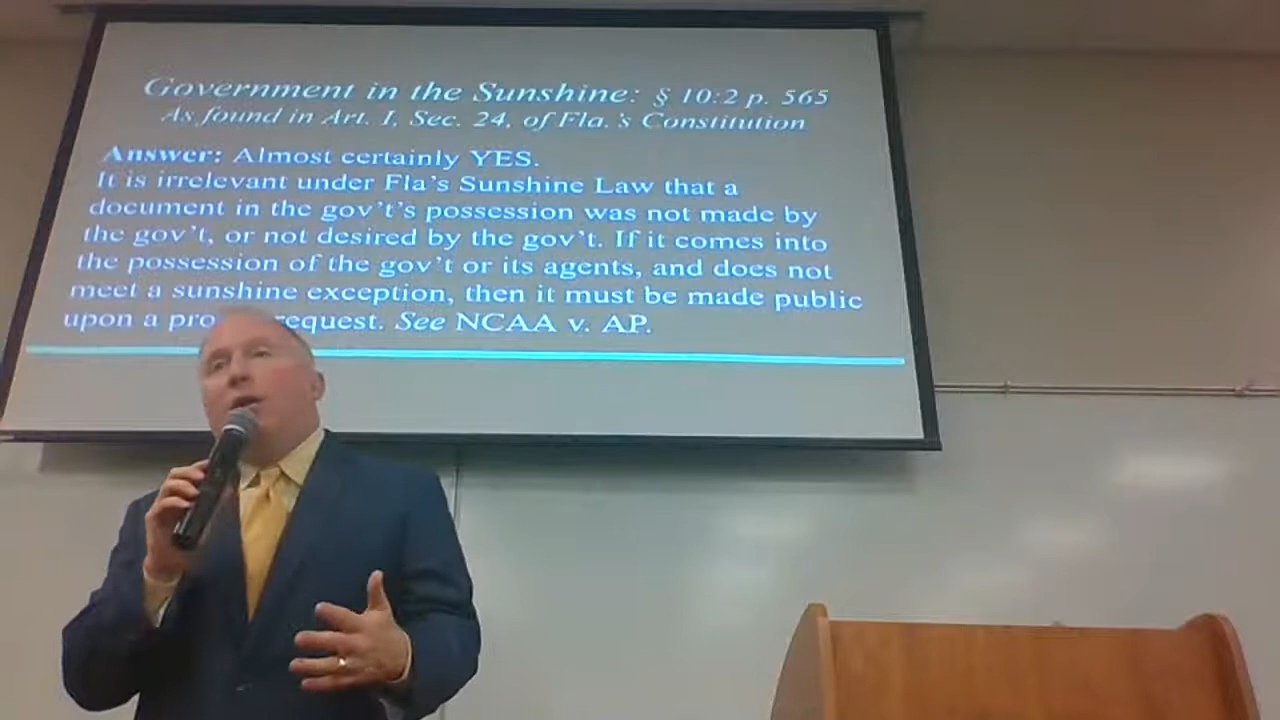 Government in the Sunshine: § 10:2 p. 565
As found in Art. I, Sec. 24, of Fla.'s Constitution
Answer: Almost certainly YES.
It is irrelevant under Fla's Sunshine Law that a
document in the gov't's possession was not made by
the gov't, or not desired by the gov't. If it comes into
the possession of the gov't or its agents, and does not
meet a sunshine exception, then it must be made public
upon a request. See NCAA v. AP.